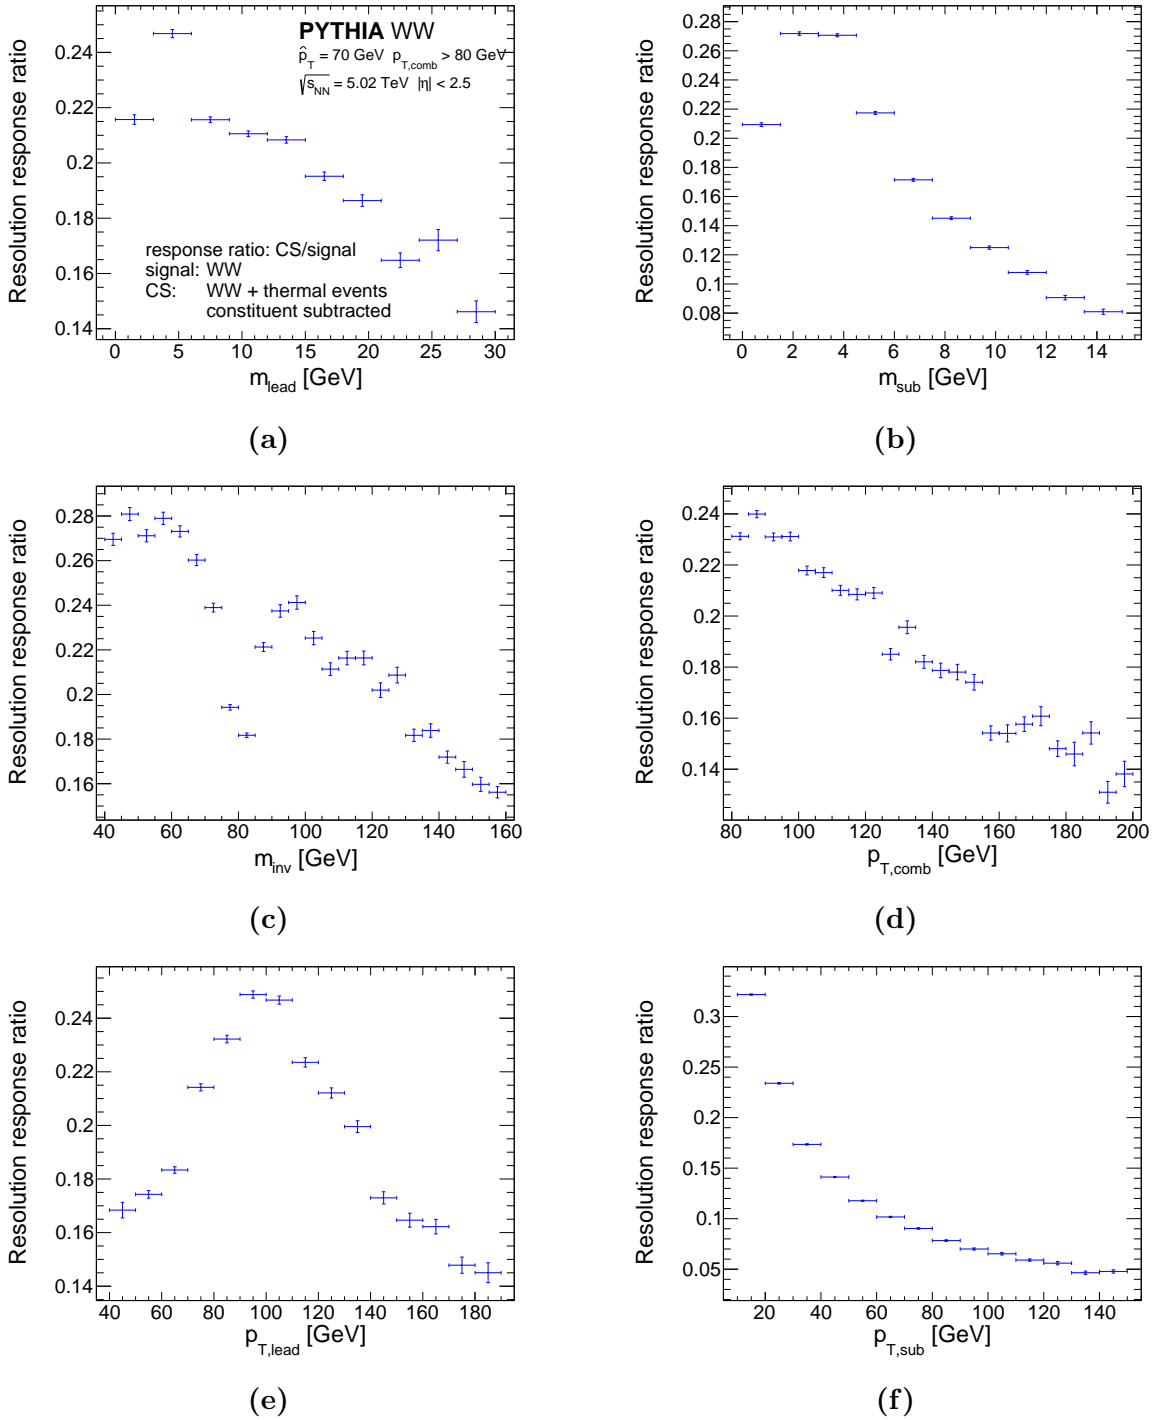 PYTHIA WW
p̂_T = 70 GeV p_T,comb > 80 GeV
√s_NN = 5.02 TeV |η| < 2.5
response ratio: CS/signal
signal: WW
CS: WW + thermal events
constituent subtracted
Resolution response ratio
0.24
0.22
0.2
0.18
0.16
0.14
0 5 10 15 20 25 30
m_lead [GeV]
(a)
Resolution response ratio
0.28
0.26
0.24
0.22
0.2
0.18
0.16
0.14
0.12
0.1
0.08
0 2 4 6 8 10 12 14
m_sub [GeV]
(b)
Resolution response ratio
0.28
0.26
0.24
0.22
0.2
0.18
0.16
40 60 80 100 120 140 160
m_inv [GeV]
(c)
Resolution response ratio
0.24
0.22
0.2
0.18
0.16
0.14
80 100 120 140 160 180 200
p_T,comb [GeV]
(d)
Resolution response ratio
0.24
0.22
0.2
0.18
0.16
0.14
40 60 80 100 120 140 160 180
p_T,lead [GeV]
(e)
Resolution response ratio
0.3
0.25
0.2
0.15
0.1
0.05
20 40 60 80 100 120 140
p_T,sub [GeV]
(f)